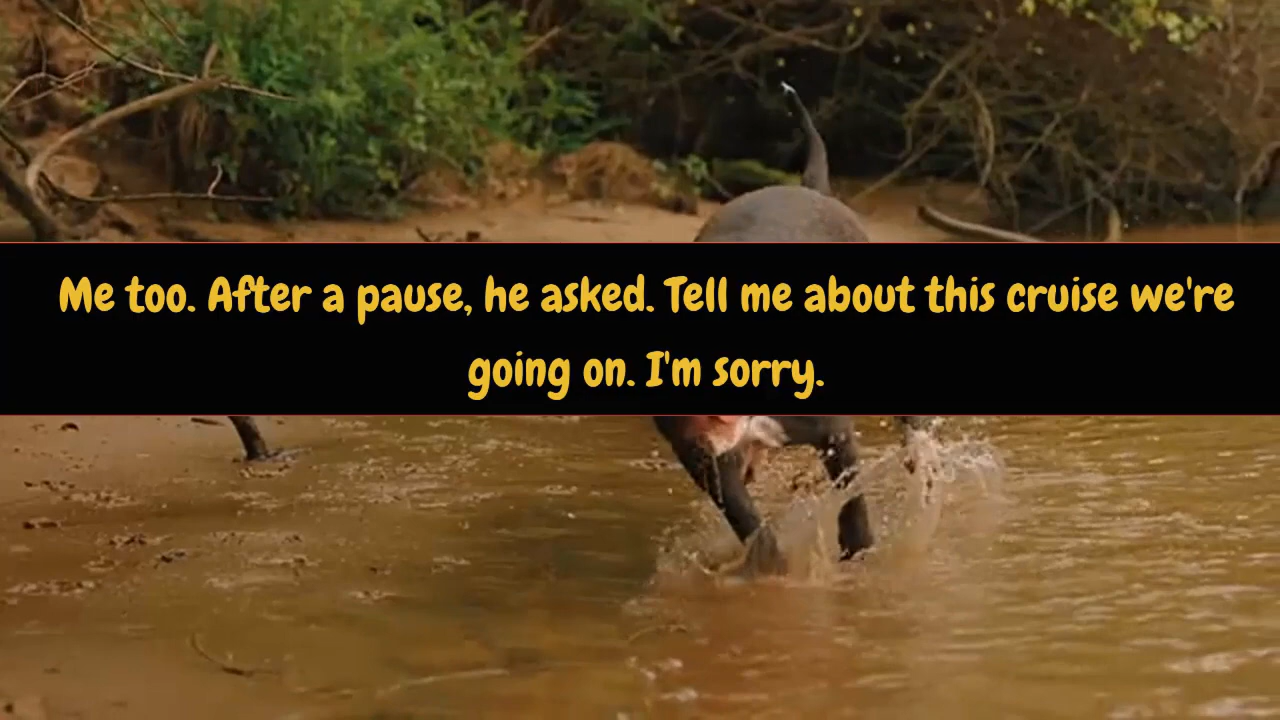 Me too. After a pause, he asked. Tell me about this cruise we're
going on. I'm sorry.